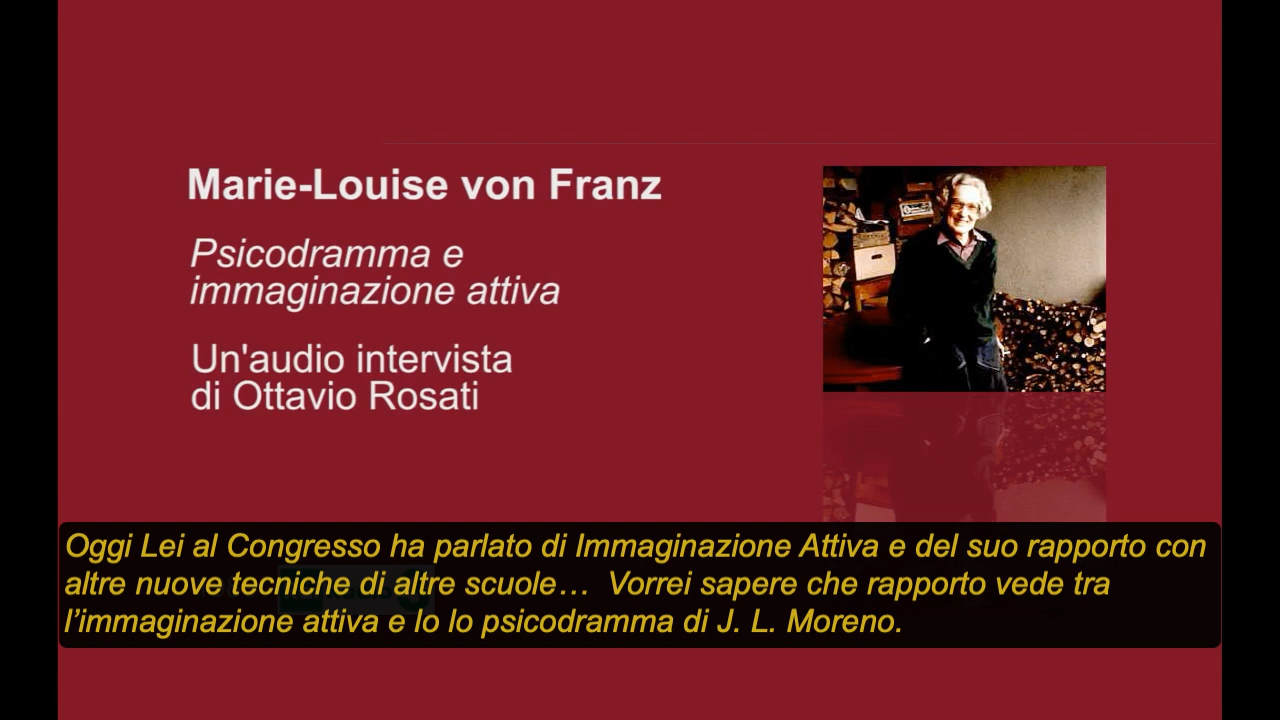 Marie-Louise von Franz
Psicodramma e
immaginazione attiva
Un'audio intervista
di Ottavio Rosati
Oggi Lei al Congresso ha parlato di Immaginazione Attiva e del suo rapporto con
altre nuove tecniche di altre scuole… Vorrei sapere che rapporto vede tra
l’immaginazione attiva e lo lo psicodramma di J. L. Moreno.